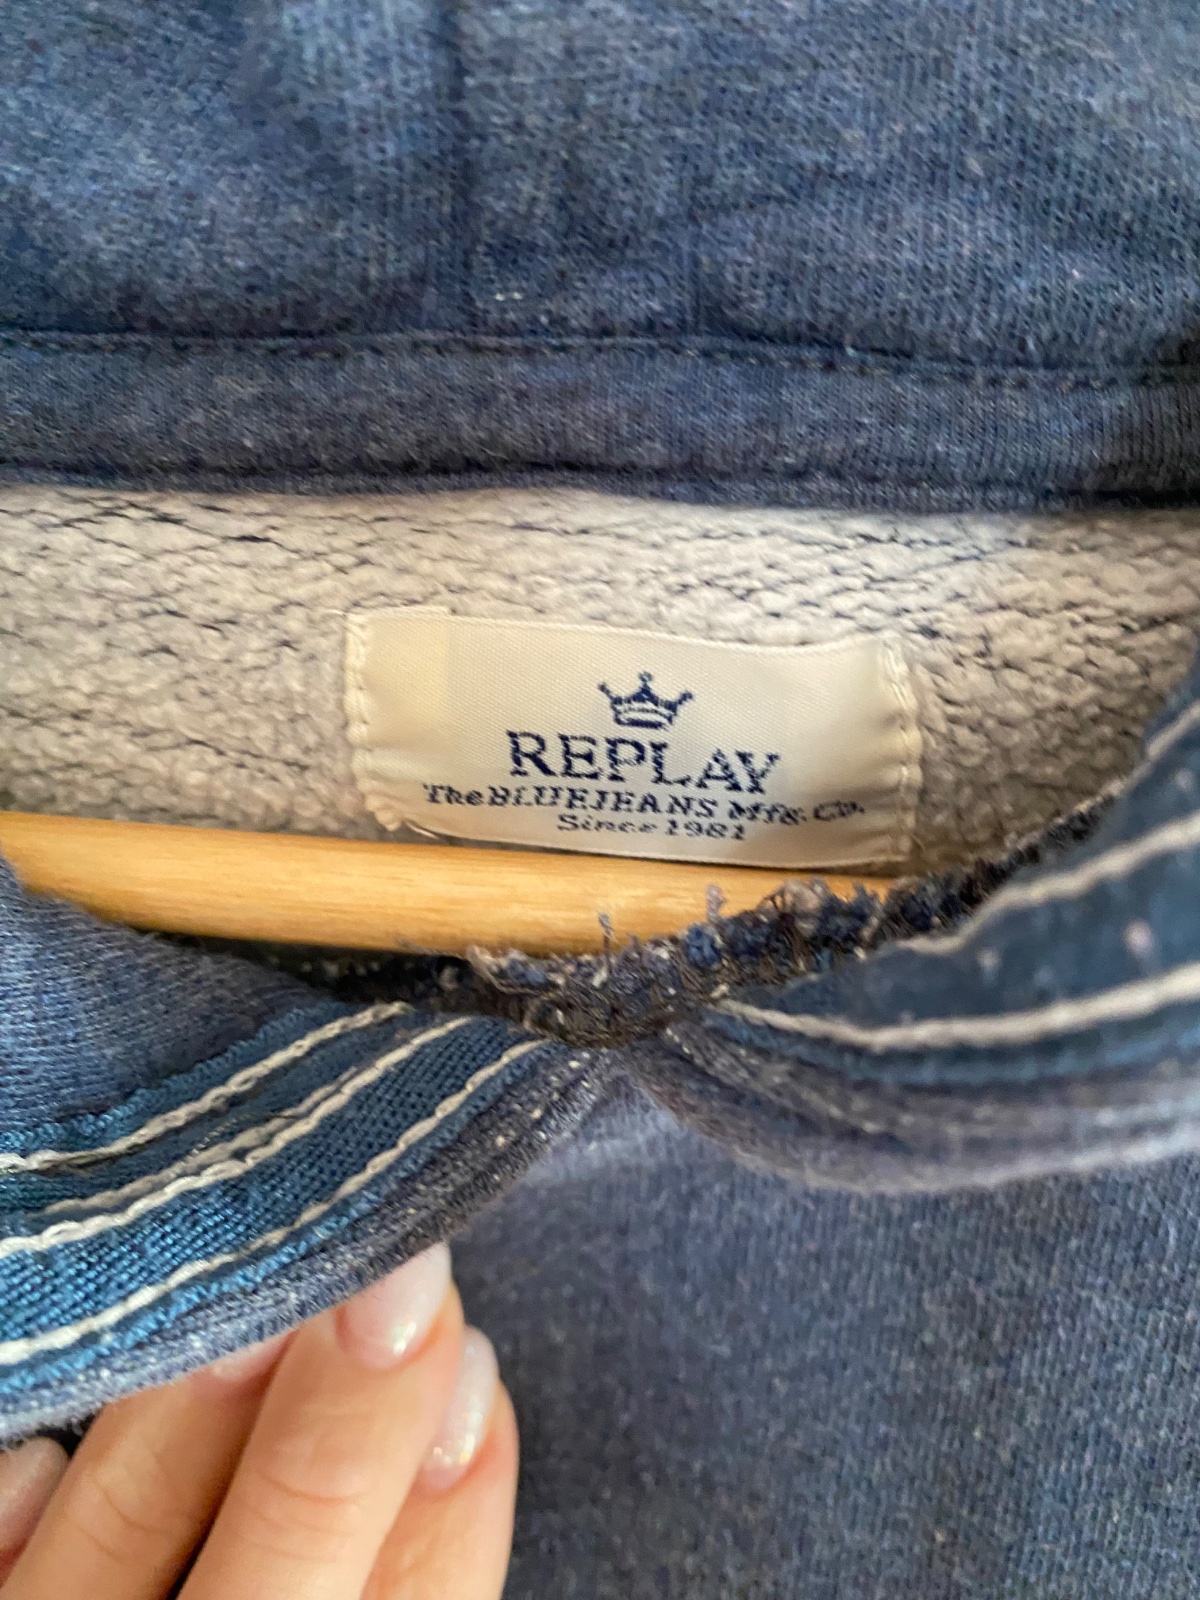 REPLAY
The BLUEJEANS Mfg. Co.
Since 1981